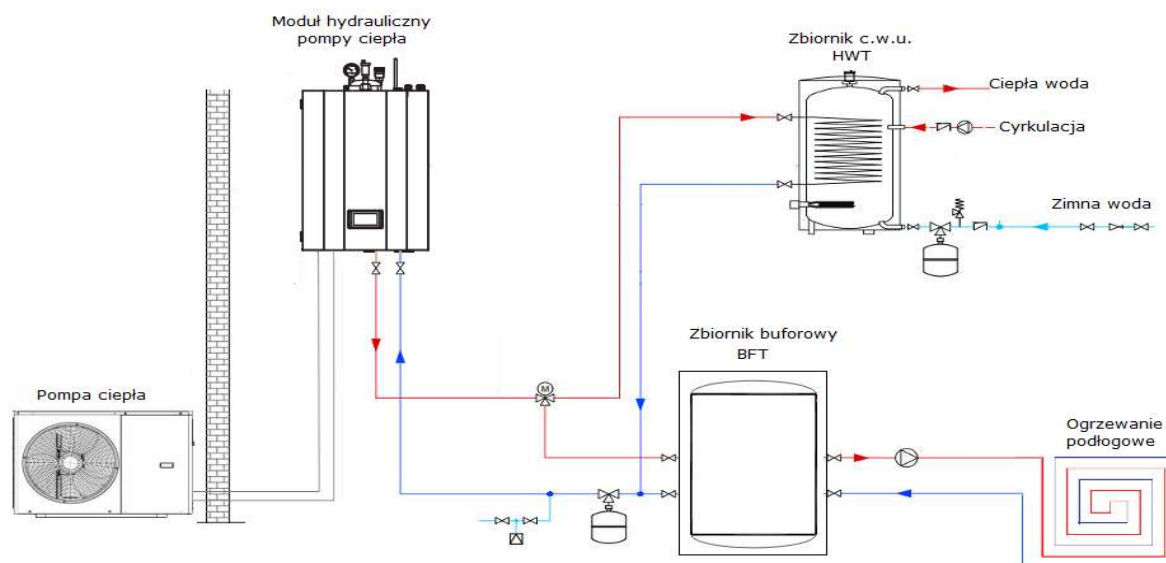 Moduł hydrauliczny
pompy ciepła
Zbiornik c.w.u.
HWT
Ciepła woda
Cyrkulacja
Zimna woda
Zbiornik buforowy
BFT
M
Pompa ciepła
Ogrzewanie
podłogowe